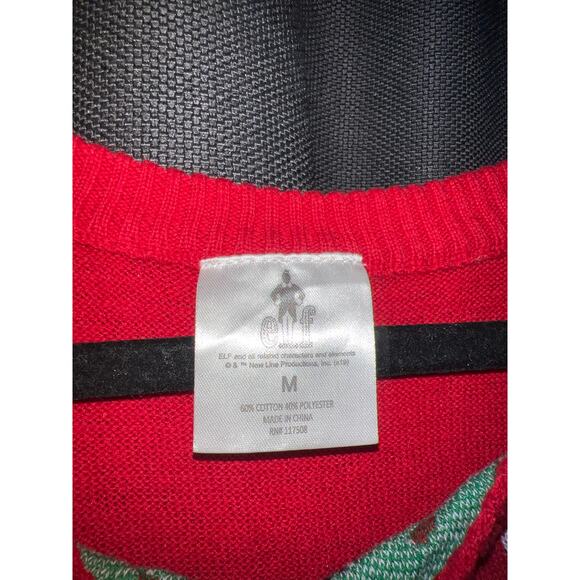 elf
ELF and all related characters and elements
© & ™ New Line Productions, Inc. (s19)
M
60% COTTON 40% POLYESTER
MADE IN CHINA
RN# 117508